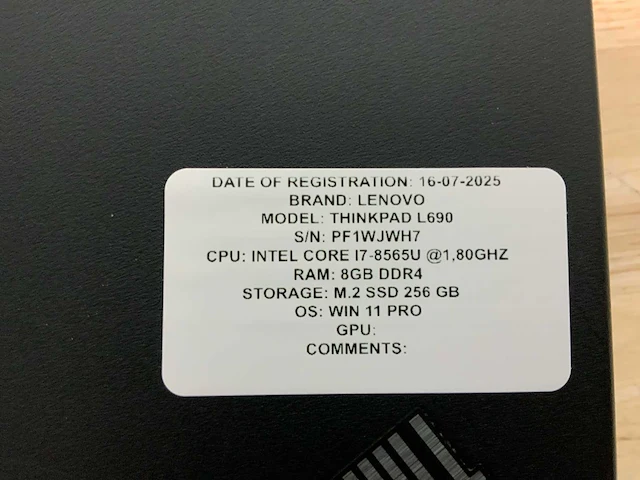 DATE OF REGISTRATION: 16-07-2025
BRAND: LENOVO
MODEL: THINKPAD L690
S/N: PF1WJWH7
CPU: INTEL CORE I7-8565U @1,80GHZ
RAM: 8GB DDR4
STORAGE: M.2 SSD 256 GB
OS: WIN 11 PRO
GPU:
COMMENTS: